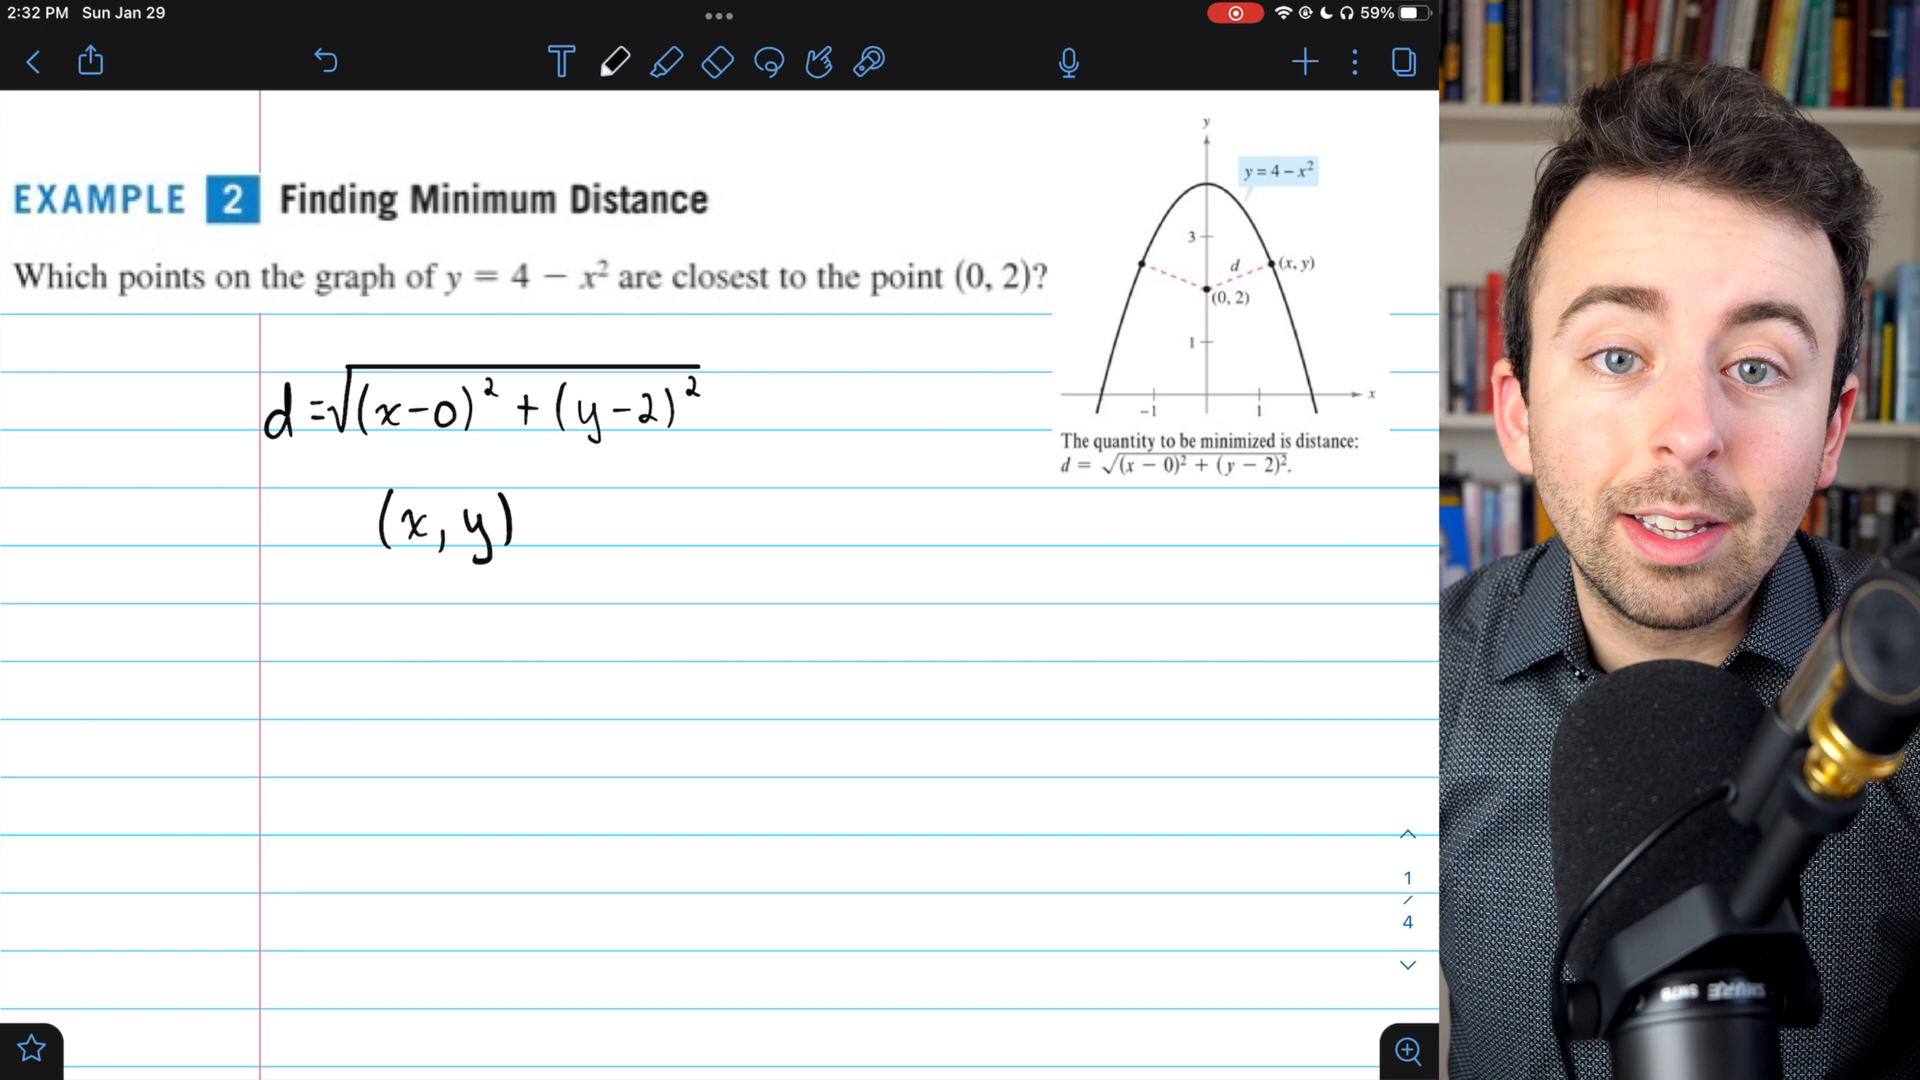 2:32 PM Sun Jan 29
59%
EXAMPLE 2 Finding Minimum Distance
Which points on the graph of y = 4 − x² are closest to the point (0, 2)?
d = √(x-0)² + (y-2)²
(x, y)
y
y = 4 − x²
3
d
(x, y)
(0, 2)
1
−1
1
x
The quantity to be minimized is distance:
d = √(x − 0)² + (y − 2)².
1
/
4
SHURE SM7B